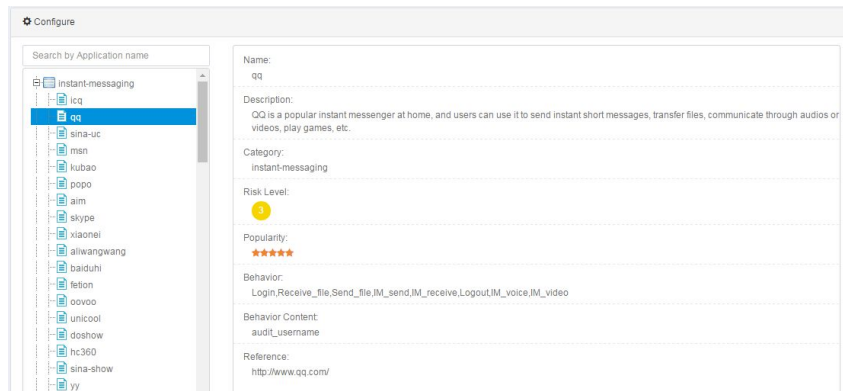 Configure
Search by Application name
instant-messaging
icq
qq
sina-uc
msn
kubao
popo
aim
skype
xiaonei
aliwangwang
baiduhi
fetion
oovoo
unicool
doshow
hc360
sina-show
yy
Name:
qq
Description:
QQ is a popular instant messenger at home, and users can use it to send instant short messages, transfer files, communicate through audios or
videos, play games, etc.
Category:
instant-messaging
Risk Level:
3
Popularity:
Behavior:
Login,Receive_file,Send_file,IM_send,IM_receive,Logout,IM_voice,IM_video
Behavior Content:
audit_username
Reference:
http://www.qq.com/